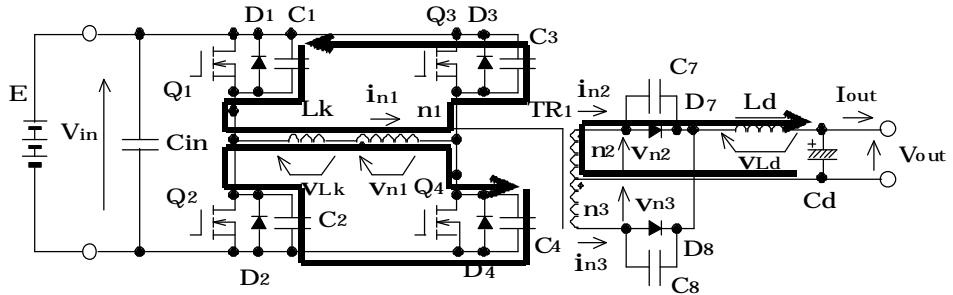 D1 C1 Q3 D3
C3
Q1
E
Lk in1 n1 TR1
Vin Cin
vLk vn1
Q2 Q4
C2 C4
D2 D4
C7
in2 D7 Ld Iout
n2 vn2 vLd Vout
+
n3 vn3 Cd
in3 D8
C8